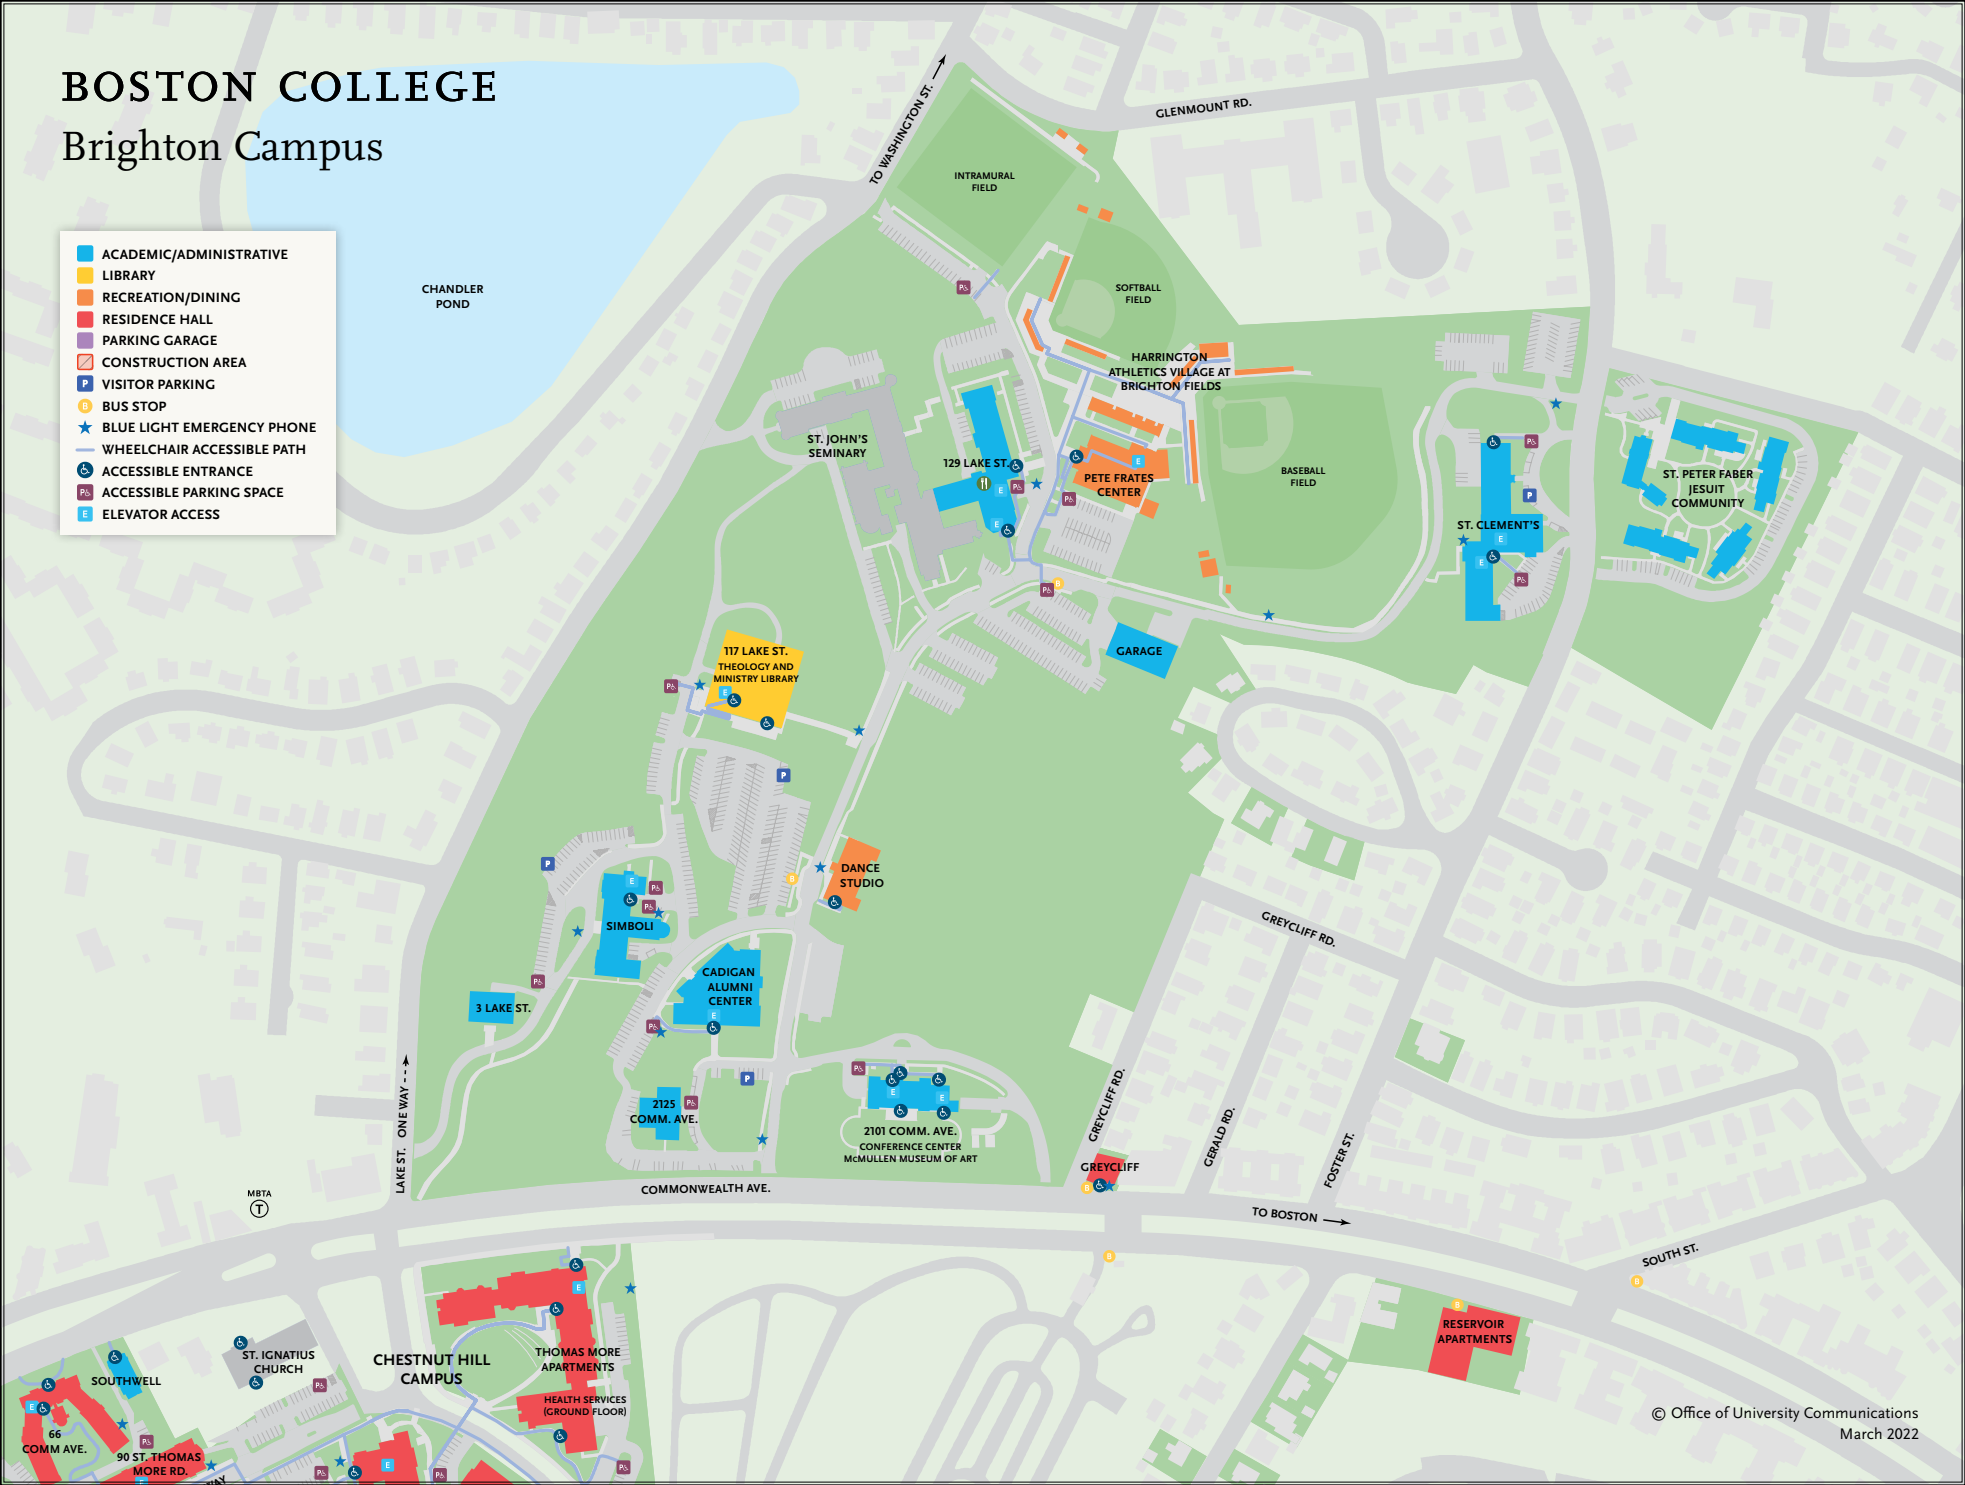 BOSTON COLLEGE
Brighton Campus
ACADEMIC/ADMINISTRATIVE
LIBRARY
RECREATION/DINING
RESIDENCE HALL
PARKING GARAGE
CONSTRUCTION AREA
P VISITOR PARKING
B BUS STOP
BLUE LIGHT EMERGENCY PHONE
WHEELCHAIR ACCESSIBLE PATH
ACCESSIBLE ENTRANCE
P ACCESSIBLE PARKING SPACE
E ELEVATOR ACCESS
CHANDLER
POND
TO WASHINGTON ST.
GLENMOUNT RD.
INTRAMURAL
FIELD
SOFTBALL
FIELD
HARRINGTON
ATHLETICS VILLAGE AT
BRIGHTON FIELDS
ST. JOHN'S
SEMINARY
129 LAKE ST.
PETE FRATES
CENTER
BASEBALL
FIELD
ST. CLEMENT'S
ST. PETER FABER
JESUIT
COMMUNITY
GARAGE
117 LAKE ST.
THEOLOGY AND
MINISTRY LIBRARY
DANCE
STUDIO
SIMBOLI
CADIGAN
ALUMNI
CENTER
3 LAKE ST.
2125
COMM. AVE.
2101 COMM. AVE.
CONFERENCE CENTER
McMULLEN MUSEUM OF ART
GREYCLIFF RD.
GREYCLIFF RD.
GERALD RD.
FOSTER ST.
LAKE ST. ONE WAY
GREYCLIFF
COMMONWEALTH AVE.
TO BOSTON
SOUTH ST.
MBTA
T
RESERVOIR
APARTMENTS
ST. IGNATIUS
CHURCH
CHESTNUT HILL
CAMPUS
THOMAS MORE
APARTMENTS
HEALTH SERVICES
(GROUND FLOOR)
SOUTHWELL
66
COMM AVE.
90 ST. THOMAS
MORE RD.
WAY
© Office of University Communications
March 2022